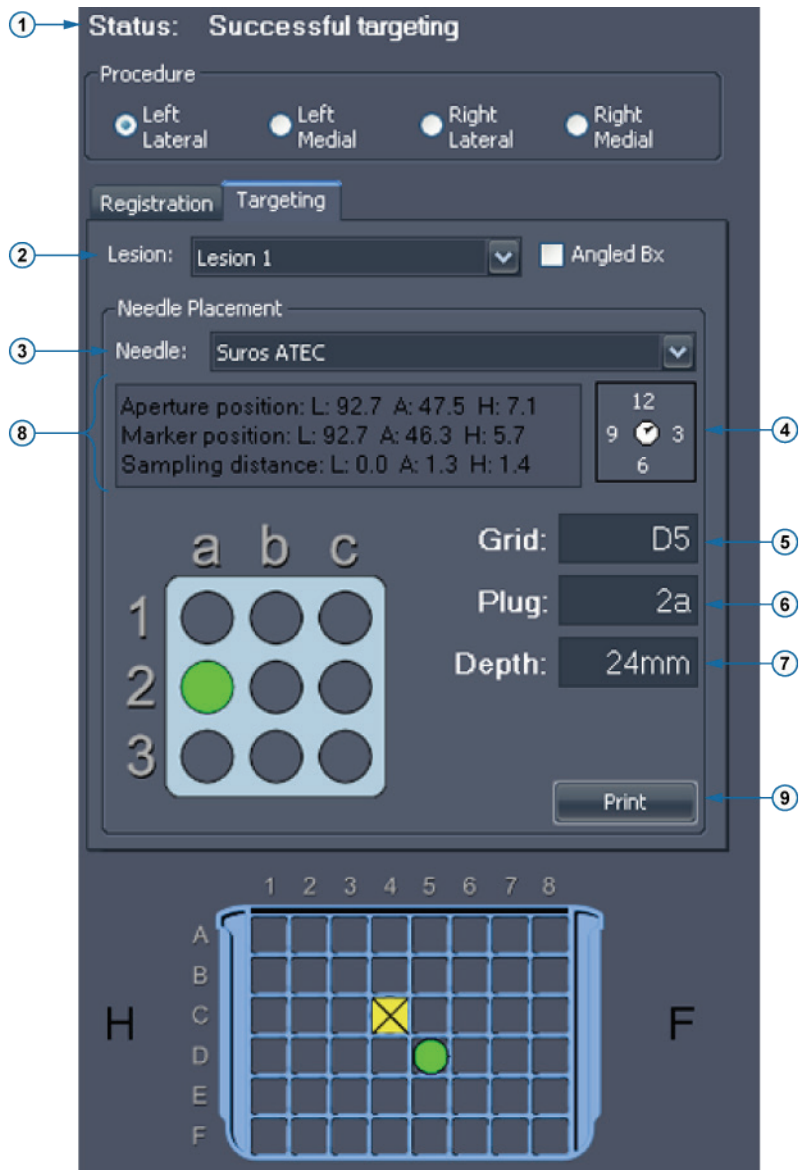 1 Status: Successful targeting
Procedure
Left Lateral
Left Medial
Right Lateral
Right Medial
Registration Targeting
2 Lesion: Lesion 1 Angled Bx
Needle Placement
3 Needle: Suros ATEC
8
Aperture position: L: 92.7 A: 47.5 H: 7.1
Marker position: L: 92.7 A: 46.3 H: 5.7
Sampling distance: L: 0.0 A: 1.3 H: 1.4
12
9 3
6
4
a b c
1
2
3
Grid: D5 5
Plug: 2a 6
Depth: 24mm 7
Print 9
1 2 3 4 5 6 7 8
A
B
C
D
E
F
H F